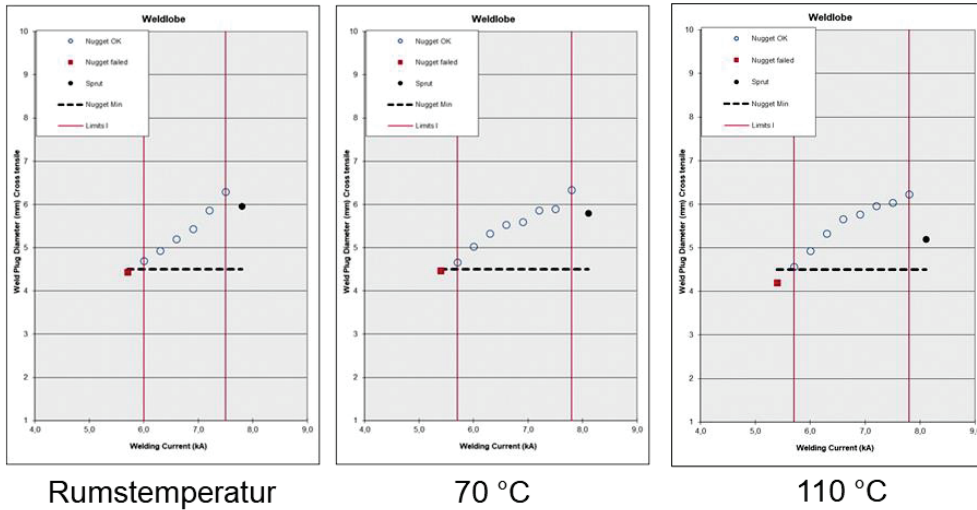 Weldlobe
10
9
8
7
6
5
4
3
2
1
Weld Plug Diameter (mm) Cross tensile
Nugget OK
Nugget failed
Sprut
Nugget Min
Limits I
4,0 5,0 6,0 7,0 8,0 9,0
Welding Current (kA)
Rumstemperatur
Weldlobe
10
9
8
7
6
5
4
3
2
1
Weld Plug Diameter (mm) Cross tensile
Nugget OK
Nugget failed
Sprut
Nugget Min
Limits I
4,0 5,0 6,0 7,0 8,0 9,0
Welding Current (kA)
70 °C
Weldlobe
10
9
8
7
6
5
4
3
2
1
Weld Plug Diameter (mm) Cross tensile
Nugget OK
Nugget failed
Sprut
Nugget Min
Limits I
4,0 5,0 6,0 7,0 8,0 9,0
Welding Current (kA)
110 °C